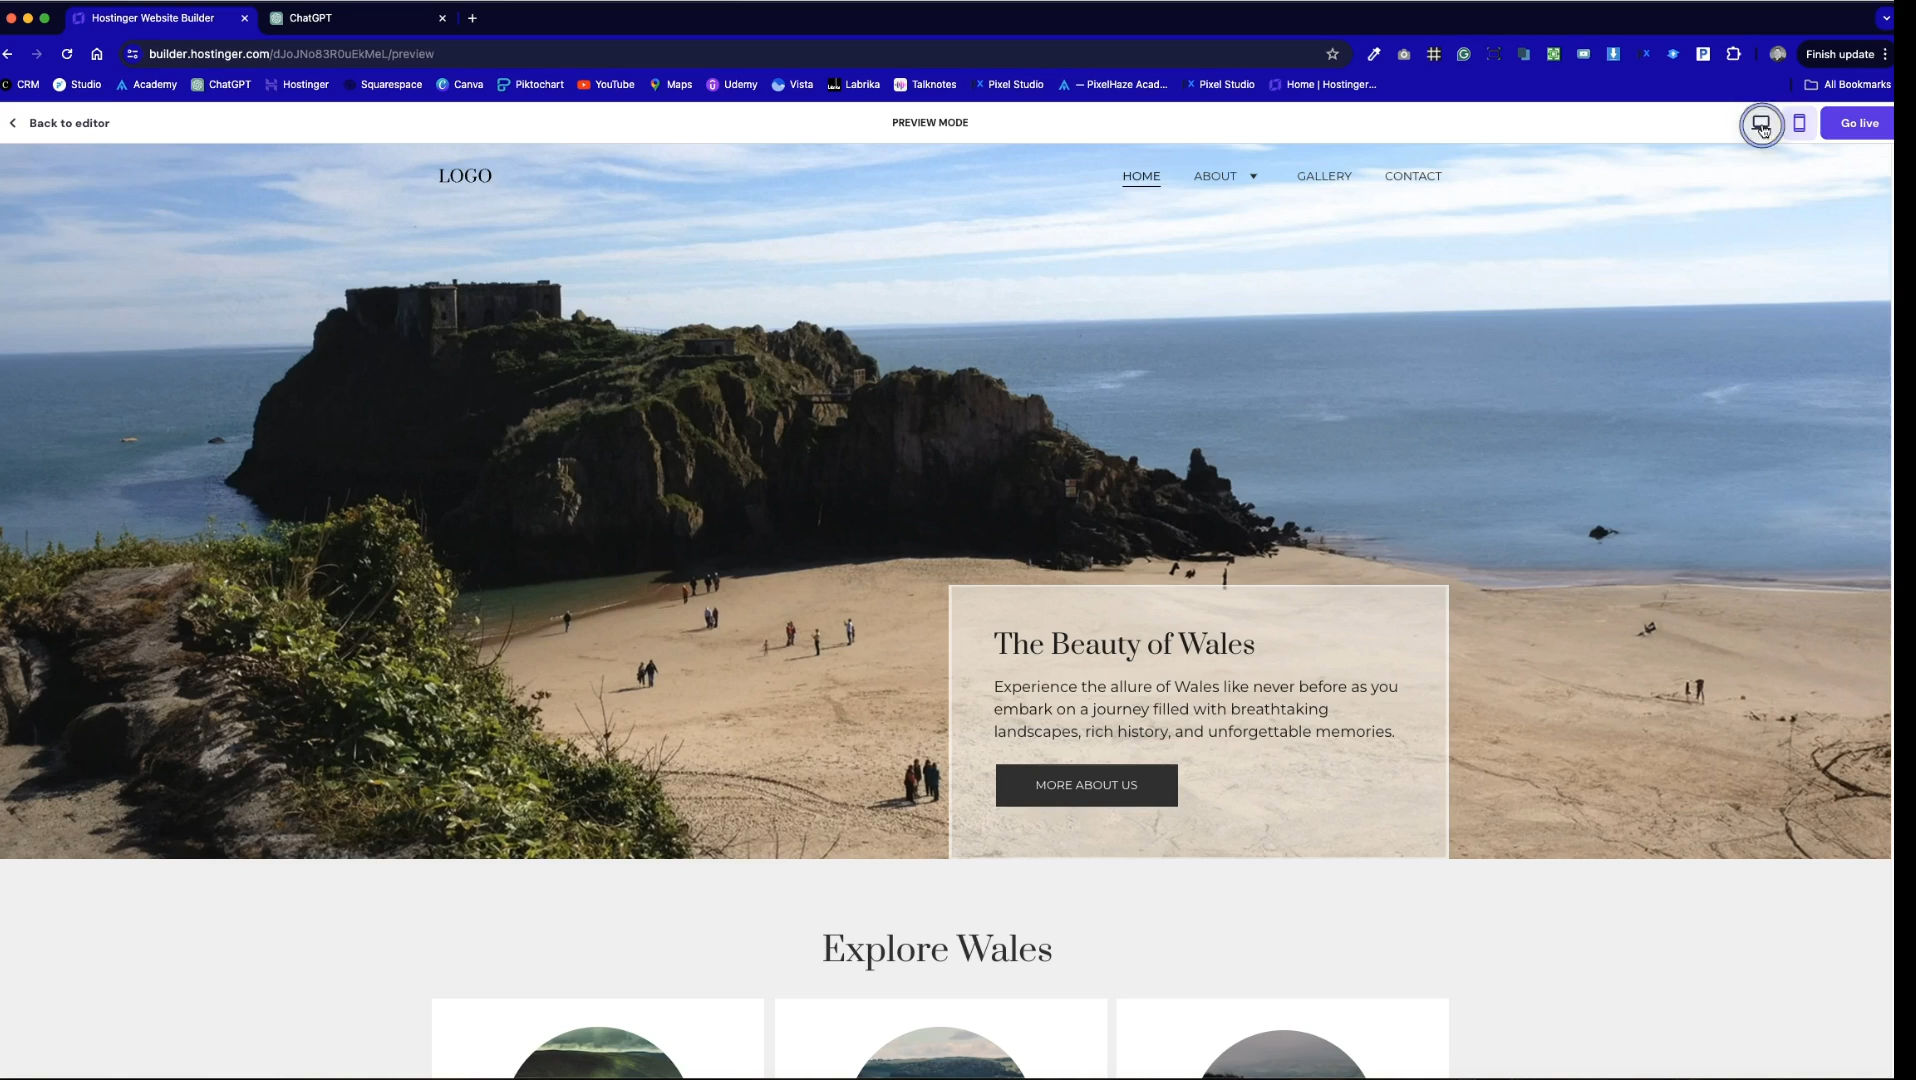 Hostinger Website Builder
ChatGPT
builder.hostinger.com/dJoJNo83R0uEkMeL/preview
Finish update
CRM Studio Academy ChatGPT Hostinger Squarespace Canva Piktochart YouTube Maps Udemy Vista Labrika Talknotes Pixel Studio — PixelHaze Acad... Pixel Studio Home | Hostinger... All Bookmarks
Back to editor
PREVIEW MODE
Go live
LOGO
HOME ABOUT GALLERY CONTACT
The Beauty of Wales
Experience the allure of Wales like never before as you
embark on a journey filled with breathtaking
landscapes, rich history, and unforgettable memories.
MORE ABOUT US
Explore Wales